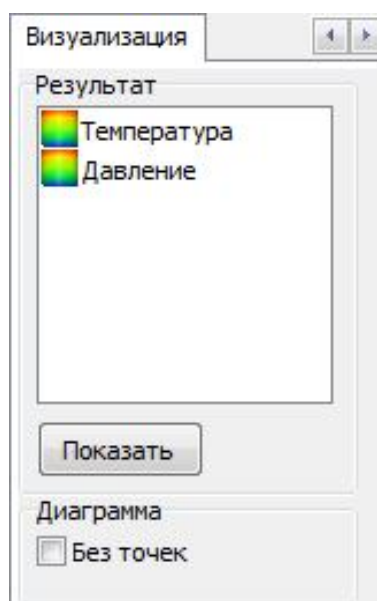 Визуализация
Результат
Температура
Давление
Показать
Диаграмма
Без точек